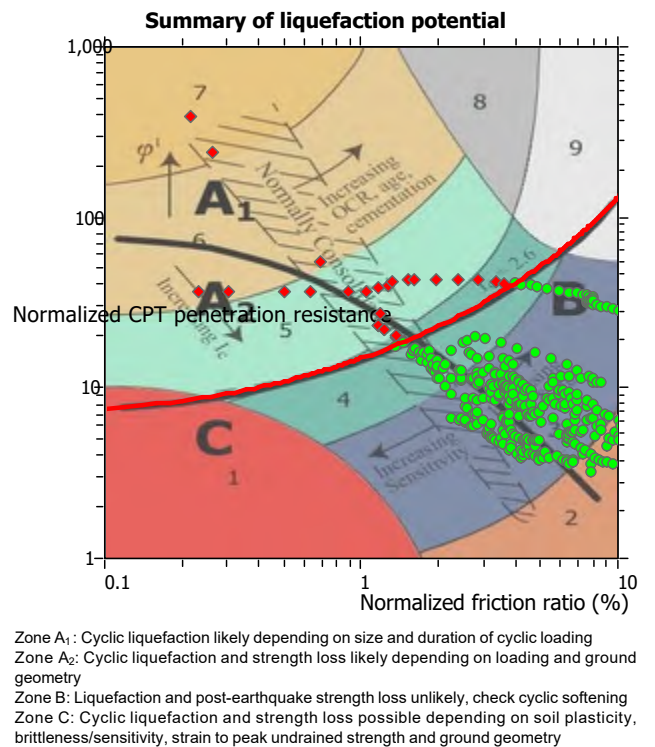 Summary of liquefaction potential
1,000
7
8
9
φ'
Increasing
OCR, age,
cementation
A1
Normally Consolidated
100
6
2.6
A2
B
Normalized CPT penetration resistance
5
Increasing Ic
10
4
C
Increasing
Sensitivity
1
2
1
0.1
1
10
Normalized friction ratio (%)
Zone A1: Cyclic liquefaction likely depending on size and duration of cyclic loading
Zone A2: Cyclic liquefaction and strength loss likely depending on loading and ground
geometry
Zone B: Liquefaction and post-earthquake strength loss unlikely, check cyclic softening
Zone C: Cyclic liquefaction and strength loss possible depending on soil plasticity,
brittleness/sensitivity, strain to peak undrained strength and ground geometry